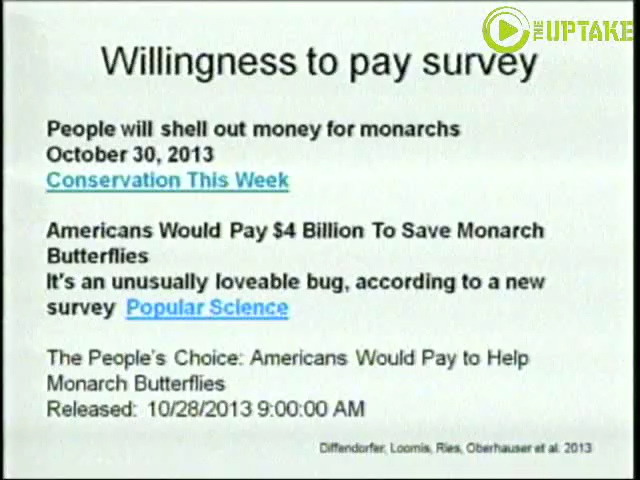 THE UPTAKE
Willingness to pay survey
People will shell out money for monarchs
October 30, 2013
Conservation This Week
Americans Would Pay $4 Billion To Save Monarch
Butterflies
It's an unusually loveable bug, according to a new
survey Popular Science
The People's Choice: Americans Would Pay to Help
Monarch Butterflies
Released: 10/28/2013 9:00:00 AM
Diffendorfer, Loomis, Ries, Oberhauser et al. 2013